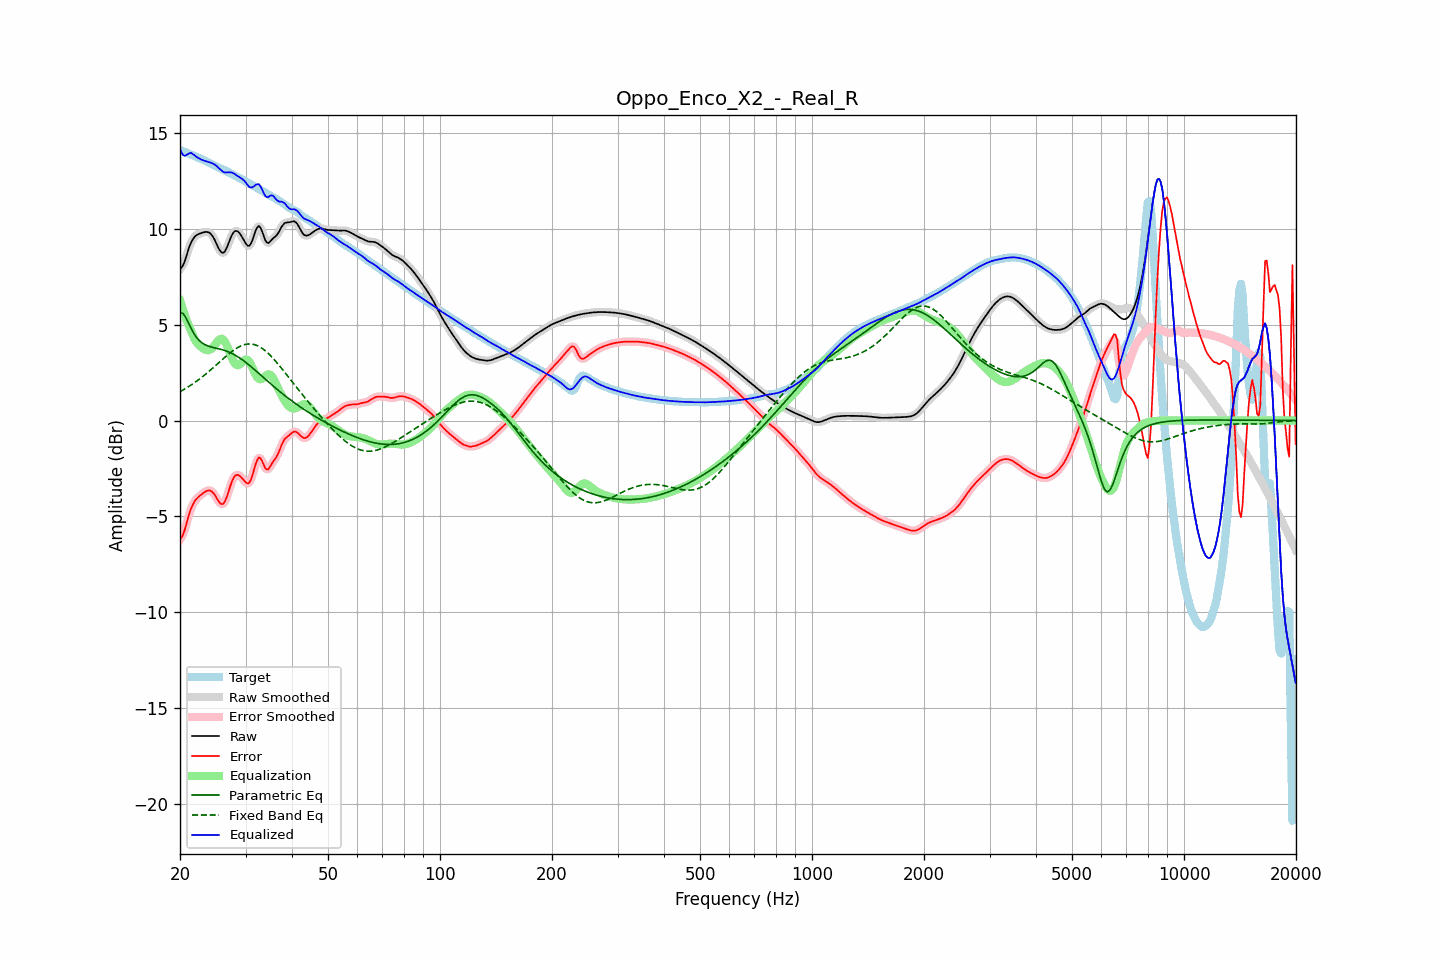 Oppo_Enco_X2_-_Real_R
Amplitude (dBr)
15
10
5
0
−5
−10
−15
−20
Target
Raw Smoothed
Error Smoothed
Raw
Error
Equalization
Parametric Eq
Fixed Band Eq
Equalized
20 50 100 200 500 1000 2000 5000 10000 20000
Frequency (Hz)